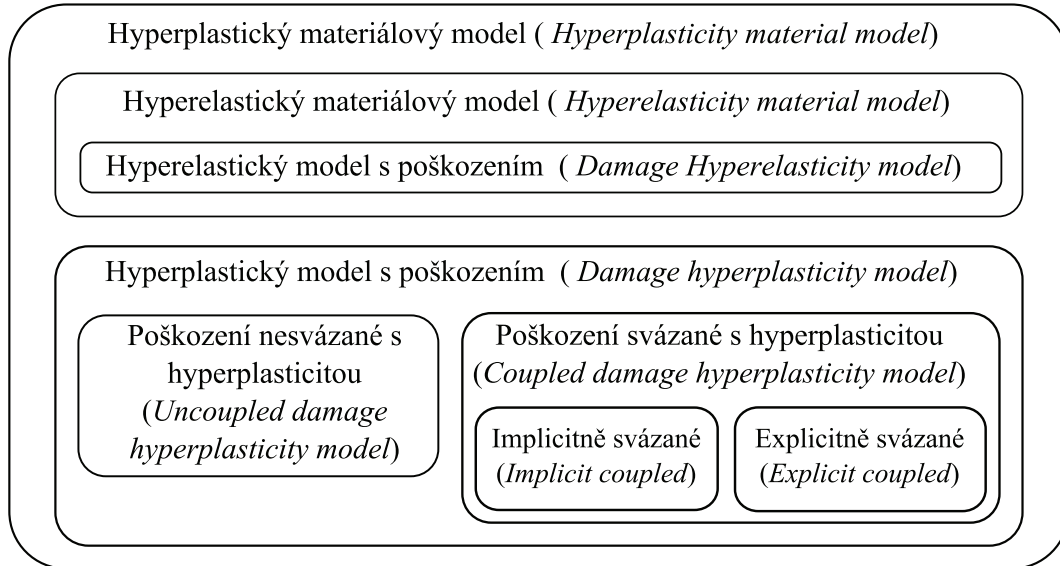 Hyperplastický materiálový model ( Hyperplasticity material model)
Hyperelastický materiálový model ( Hyperelasticity material model)
Hyperelastický model s poškozením ( Damage Hyperelasticity model)
Hyperplastický model s poškozením ( Damage hyperplasticity model)
Poškození nesvázané s
hyperplasticitou
(Uncoupled damage
hyperplasticity model)
Poškození svázané s hyperplasticitou
(Coupled damage hyperplasticity model)
Implicitně svázané
(Implicit coupled)
Explicitně svázané
(Explicit coupled)